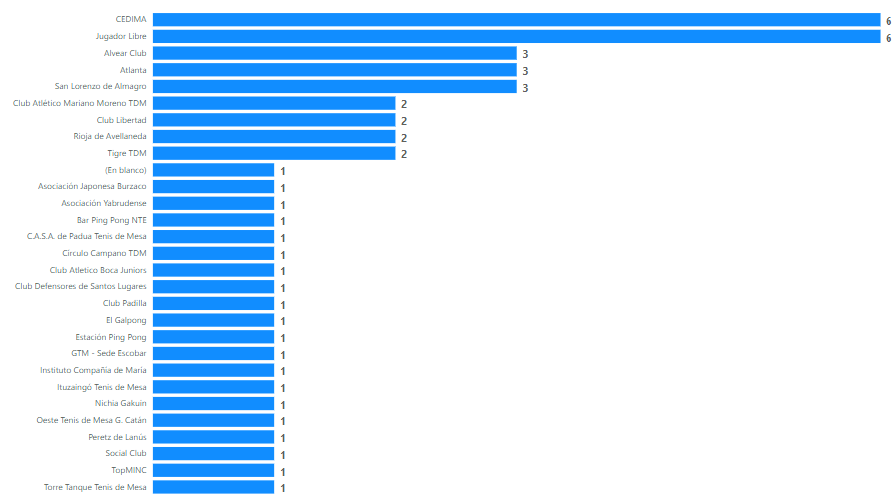 CEDIMA 6
Jugador Libre 6
Alvear Club 3
Atlanta 3
San Lorenzo de Almagro 3
Club Atlético Mariano Moreno TDM 2
Club Libertad 2
Rioja de Avellaneda 2
Tigre TDM 2
(En blanco) 1
Asociación Japonesa Burzaco 1
Asociación Yabrudense 1
Bar Ping Pong NTE 1
C.A.S.A. de Padua Tenis de Mesa 1
Círculo Campano TDM 1
Club Atletico Boca Juniors 1
Club Defensores de Santos Lugares 1
Club Padilla 1
El Galpong 1
Estación Ping Pong 1
GTM - Sede Escobar 1
Instituto Compañia de María 1
Ituzaingó Tenis de Mesa 1
Nichia Gakuin 1
Oeste Tenis de Mesa G. Catán 1
Peretz de Lanús 1
Social Club 1
TopMINC 1
Torre Tanque Tenis de Mesa 1